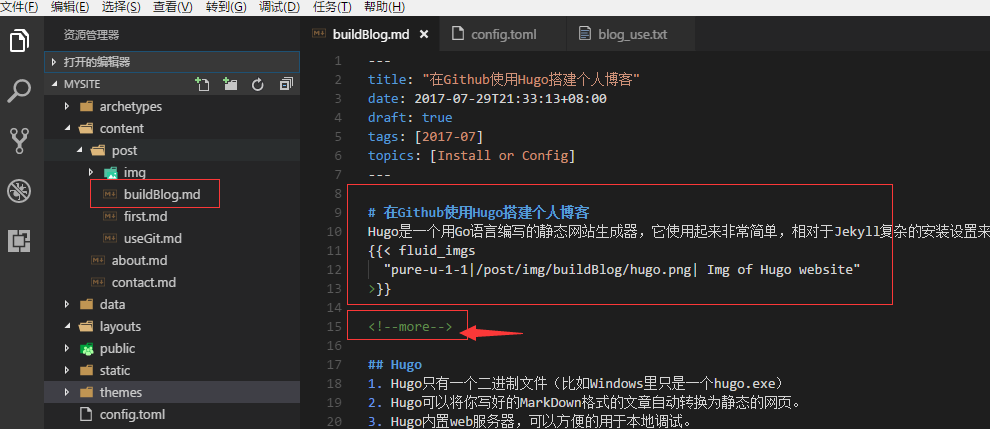 文件(F) 编辑(E) 选择(S) 查看(V) 转到(G) 调试(D) 任务(T) 帮助(H)
资源管理器
打开的编辑器
MYSITE
archetypes
content
post
img
buildBlog.md
first.md
useGit.md
about.md
contact.md
data
layouts
public
static
themes
config.toml
buildBlog.md × config.toml blog_use.txt
1 ---
2 title: "在Github使用Hugo搭建个人博客"
3 date: 2017-07-29T21:33:13+08:00
4 draft: true
5 tags: [2017-07]
6 topics: [Install or Config]
7 ---
8
9 # 在Github使用Hugo搭建个人博客
10 Hugo是一个用Go语言编写的静态网站生成器，它使用起来非常简单，相对于Jekyll复杂的安装设置来
11 {{< fluid_imgs
12 "pure-u-1-1|/post/img/buildBlog/hugo.png| Img of Hugo website"
13 >}}
14
15 <!--more-->
16
17 ## Hugo
18 1. Hugo只有一个二进制文件（比如Windows里只是一个hugo.exe）
19 2. Hugo可以将你写好的MarkDown格式的文章自动转换为静态的网页。
20 3. Hugo内置web服务器，可以方便的用于本地调试。